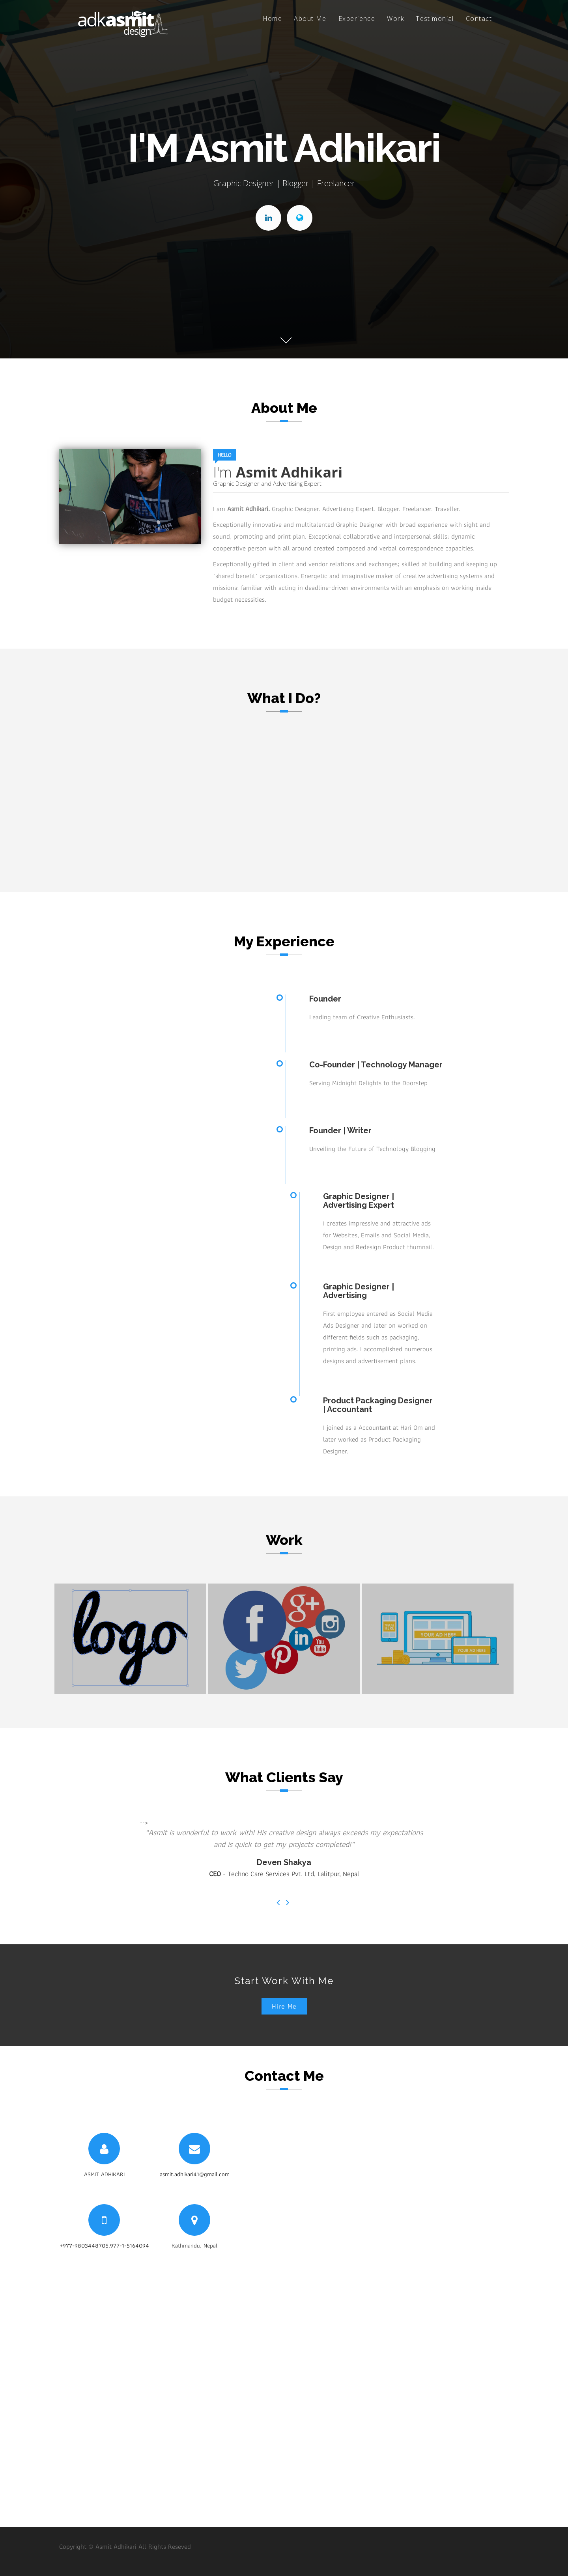 adkasmit
design
Home About Me Experience Work Testimonial Contact
I'M Asmit Adhikari
Graphic Designer | Blogger | Freelancer
in
About Me
HELLO
I'm Asmit Adhikari
Graphic Designer and Advertising Expert
I am Asmit Adhikari, Graphic Designer, Advertising Expert, Blogger, Freelancer, Traveller.
Exceptionally innovative and multitalented Graphic Designer with broad experience with sight and
sound, promoting and print plan. Exceptional collaborative and interpersonal skills; dynamic
cooperative person with all around created composed and verbal correspondence capacities.
Exceptionally gifted in client and vendor relations and exchanges; skilled at building and keeping up
"shared benefit" organizations. Energetic and imaginative maker of creative advertising systems and
missions; familiar with acting in deadline-driven environments with an emphasis on working inside
budget necessities.
What I Do?
My Experience
Founder
Leading team of Creative Enthusiasts.
Co-Founder | Technology Manager
Serving Midnight Delights to the Doorstep
Founder | Writer
Unveiling the Future of Technology Blogging
Graphic Designer |
Advertising Expert
I creates impressive and attractive ads
for Websites, Emails and Social Media,
Design and Redesign Product thumnail.
Graphic Designer |
Advertising
First employee entered as Social Media
Ads Designer and later on worked on
different fields such as packaging,
printing ads. I accomplished numerous
designs and advertisement plans.
Product Packaging Designer
| Accountant
I joined as a Accountant at Hari Om and
later worked as Product Packaging
Designer.
Work
logo
f
g+
in
You
Tube
YOUR AD HERE
YOUR AD HERE
YOUR AD HERE
What Clients Say
-->
"Asmit is wonderful to work with! His creative design always exceeds my expectations
and is quick to get my projects completed!"
Deven Shakya
CEO - Techno Care Services Pvt. Ltd, Lalitpur, Nepal
Start Work With Me
Hire Me
Contact Me
ASMIT ADHIKARI
asmit.adhikari41@gmail.com
+977-9803448705,977-1-5164094
Kathmandu, Nepal
Copyright © Asmit Adhikari All Rights Reseved